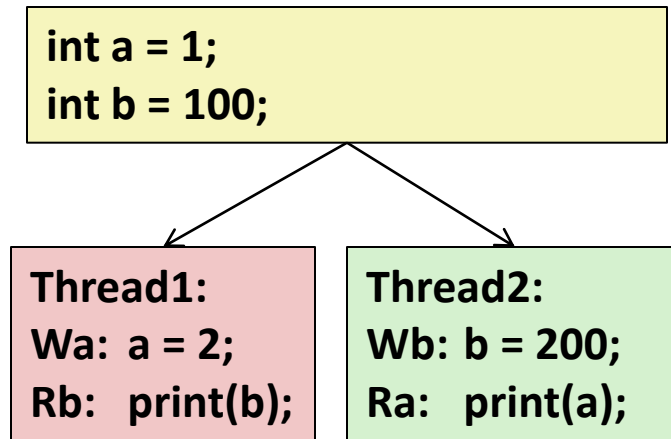 int a = 1;
int b = 100;
Thread1:
Wa: a = 2;
Rb: print(b);
Thread2:
Wb: b = 200;
Ra: print(a);